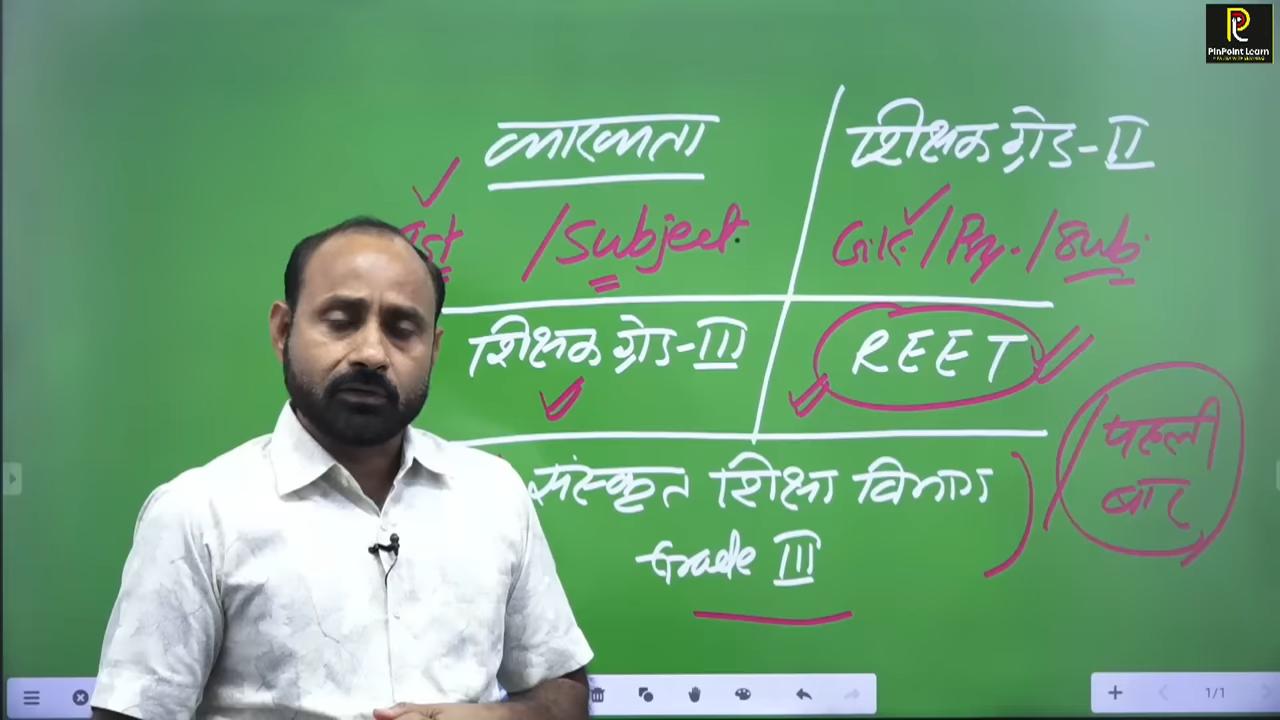 PinPoint Learn
व्याख्याता
शिक्षक ग्रेड-II
1st /Subject
G.K. / Psy. / Sub.
शिक्षक ग्रेड-III
REET
पहली
बार
संस्कृत शिक्षा विभाग
Grade III
1/1